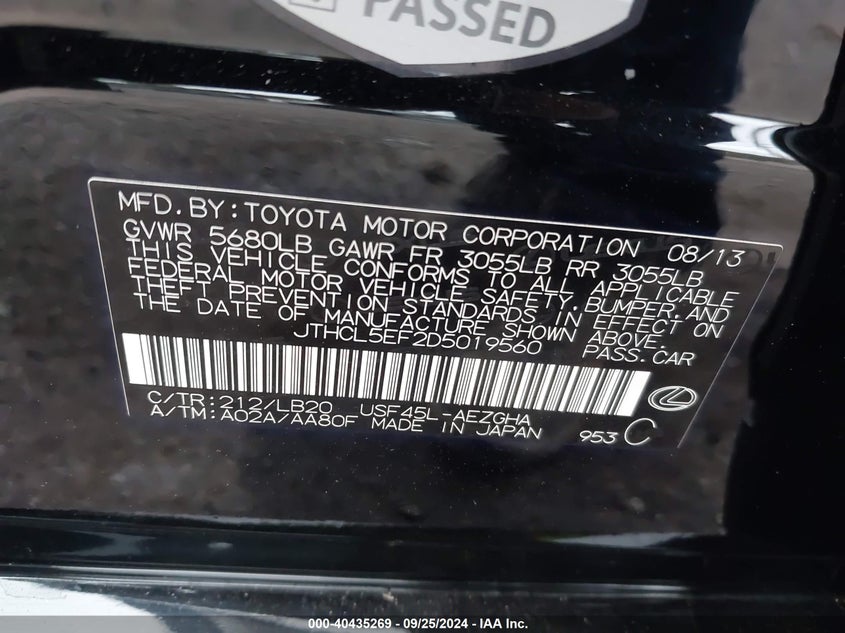 PASSED
MFD.BY:TOYOTA MOTOR CORPORATION 08/13
GVWR 5680LB GAWR FR 3055LB RR 3055LB
THIS VEHICLE CONFORMS TO ALL APPLICABLE
FEDERAL MOTOR VEHICLE SAFETY,BUMPER,AND
THEFT PREVENTION STANDARDS IN EFFECT ON
THE DATE OF MANUFACTURE SHOWN ABOVE.
JTHCL5EF2D5019560 PASS.CAR
C/TR:212/LB20 USF45L-AEZGHA
A/TM:A02A/AA80F MADE IN JAPAN 953 C
000-40435269 - 09/25/2024 - IAA Inc.